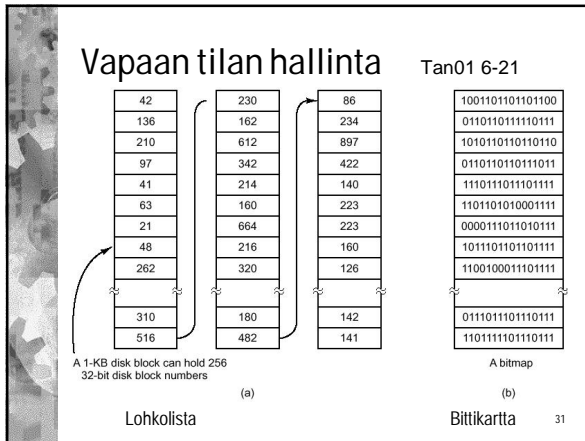 Vapaan tilan hallinta Tan01 6-21
42 230 86 1001101101101100
136 162 234 0110110111110111
210 612 897 1010110110110110
97 342 422 0110110110111011
41 214 140 1110111011101111
63 160 223 1101101010001111
21 664 223 0000111011010111
48 216 160 1011101101101111
262 320 126 1100100011101111
310 180 142 0111011101110111
516 482 141 1101111101110111
A 1-KB disk block can hold 256
32-bit disk block numbers
A bitmap
(a) (b)
Lohkolista Bittikartta 31